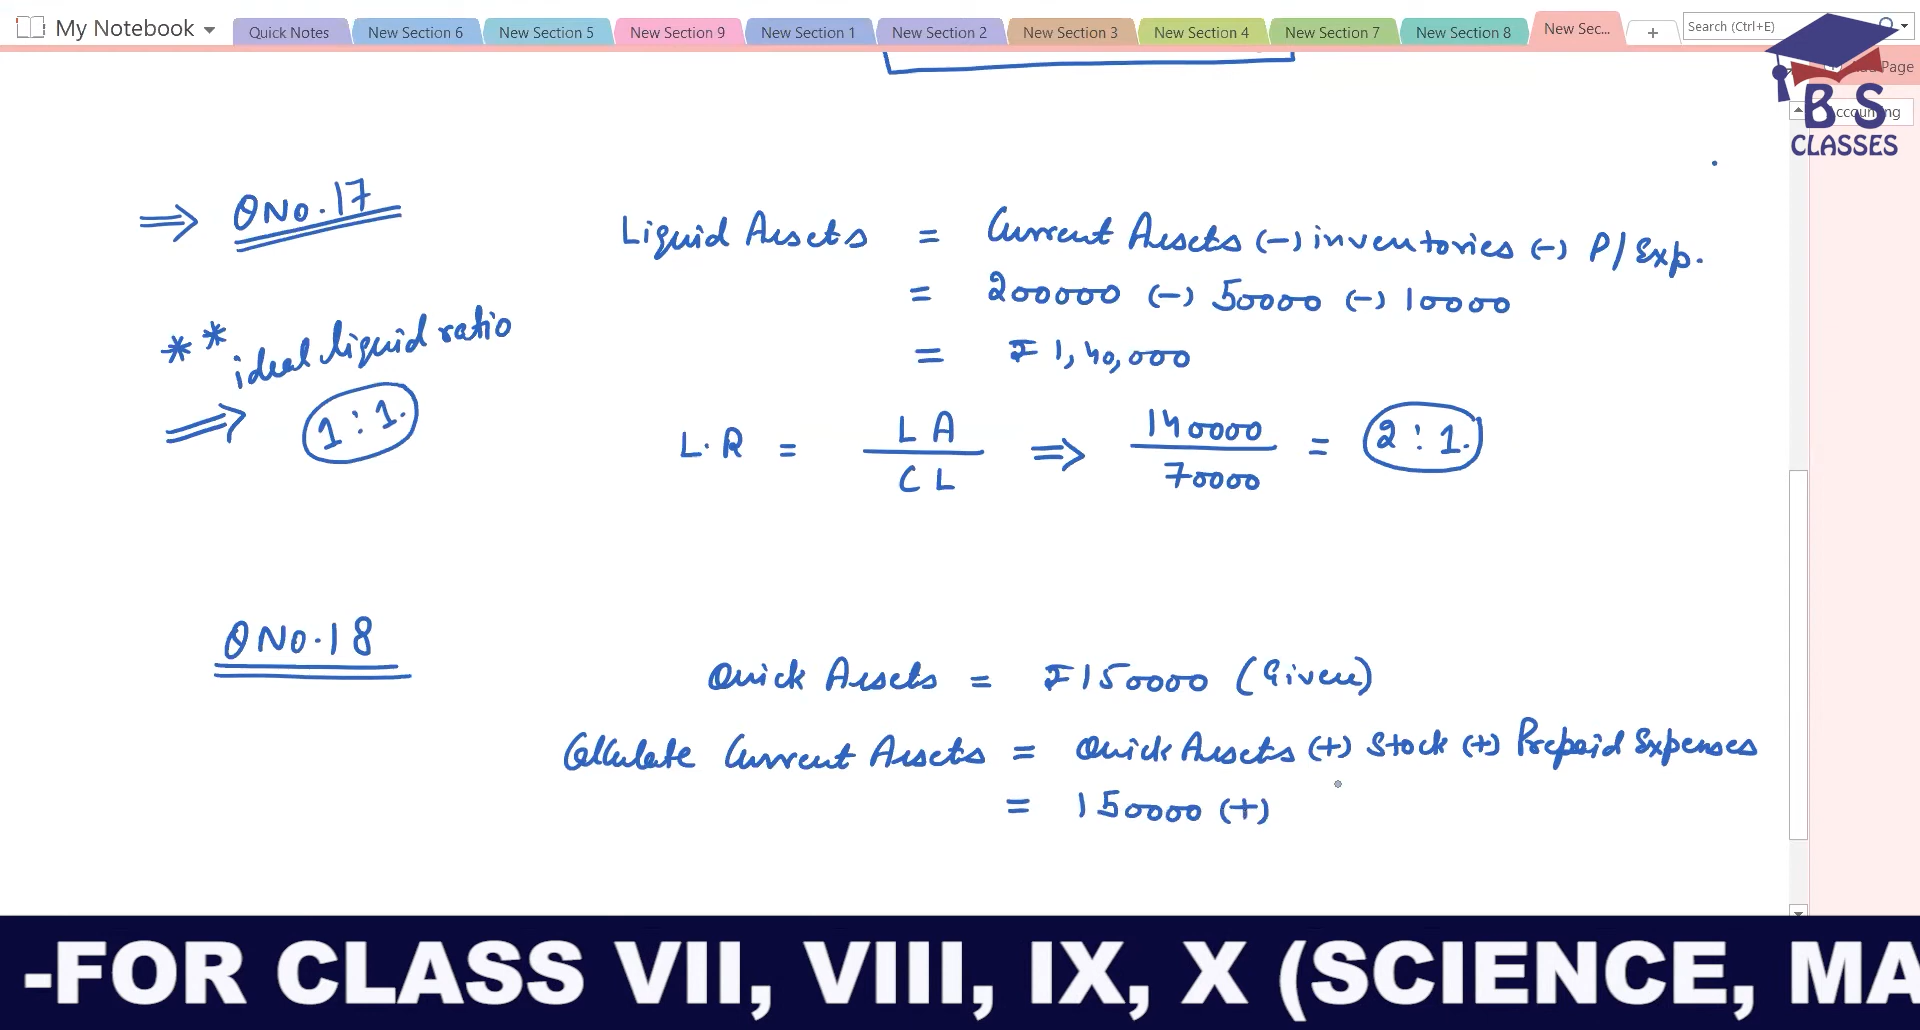 My Notebook
Quick Notes New Section 6 New Section 5 New Section 9 New Section 1 New Section 2 New Section 3 New Section 4 New Section 7 New Section 8 New Sec... +
Search (Ctrl+E)
Page
BS
CLASSES
ccounting
⇒ QNo.17
Liquid Assets = Current Assets (-) inventories (-) P/Exp.
= 200000 (-) 50000 (-) 10000
= ₹ 1,40,000
** ideal liquid ratio
⇒ 1:1.
L.R = LA / CL ⇒ 140000 / 70000 = 2:1.
QNo.18
Quick Assets = ₹150000 (Given)
Calculate Current Assets = Quick Assets (+) Stock (+) Prepaid Expenses
= 150000 (+)
-FOR CLASS VII, VIII, IX, X (SCIENCE, MA